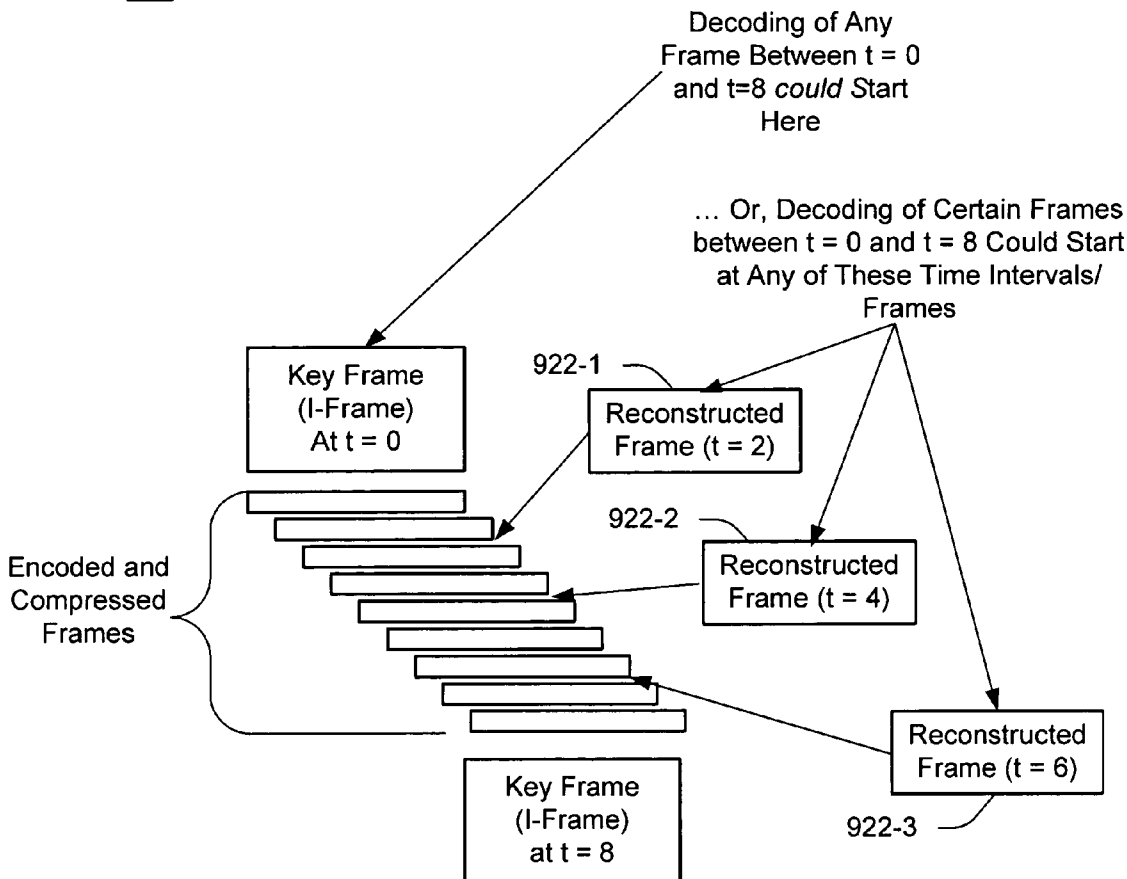 Decoding of Any
Frame Between t = 0
and t=8 could Start
Here
... Or, Decoding of Certain Frames
between t = 0 and t = 8 Could Start
at Any of These Time Intervals/
Frames
Key Frame
(I-Frame)
At t = 0
922-1
Reconstructed
Frame (t = 2)
922-2
Reconstructed
Frame (t = 4)
Encoded and
Compressed
Frames
Reconstructed
Frame (t = 6)
922-3
Key Frame
(I-Frame)
at t = 8